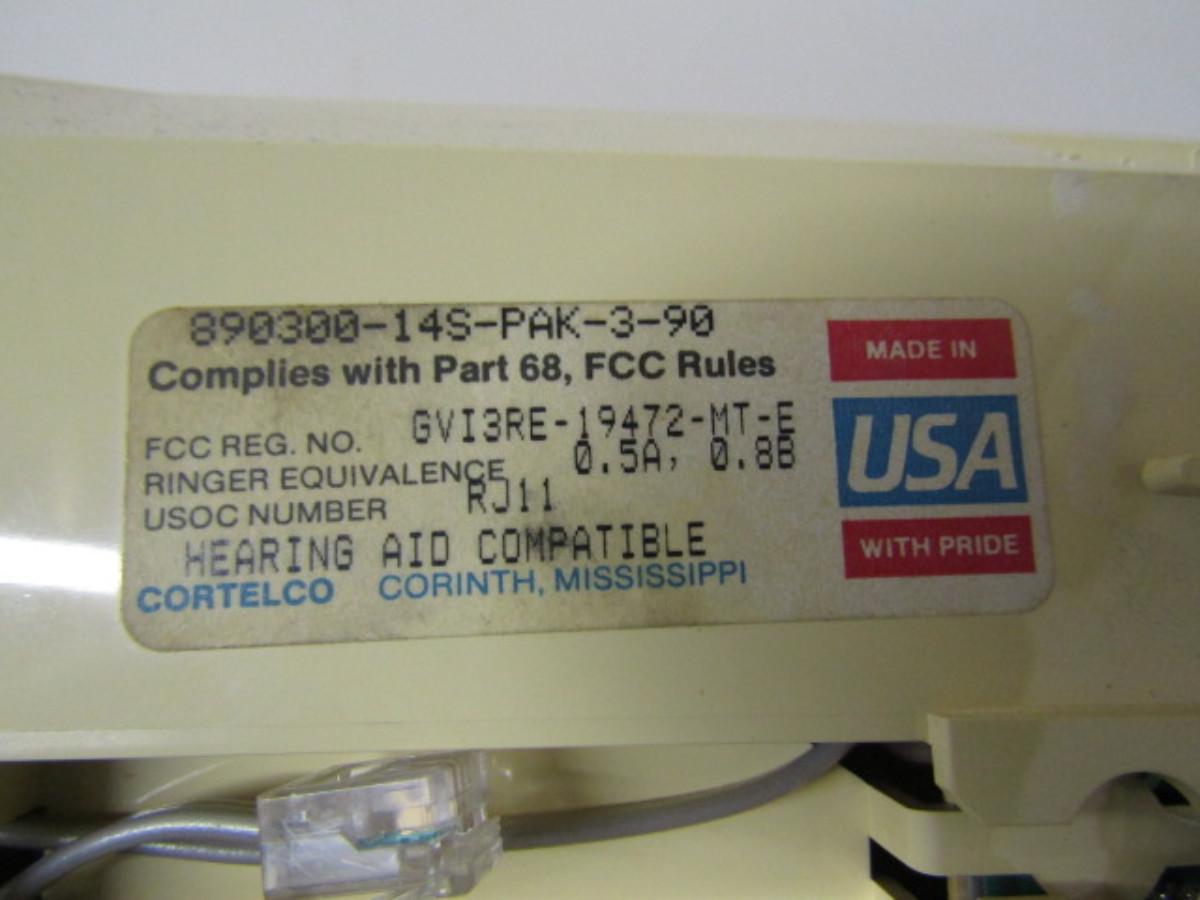 890300-14S-PAK-3-90
Complies with Part 68, FCC Rules
FCC REG. NO. GVI3RE-19472-MT-E
RINGER EQUIVALENCE 0.5A, 0.8B
USOC NUMBER RJ11
HEARING AID COMPATIBLE
CORTELCO CORINTH, MISSISSIPPI
MADE IN
USA
WITH PRIDE